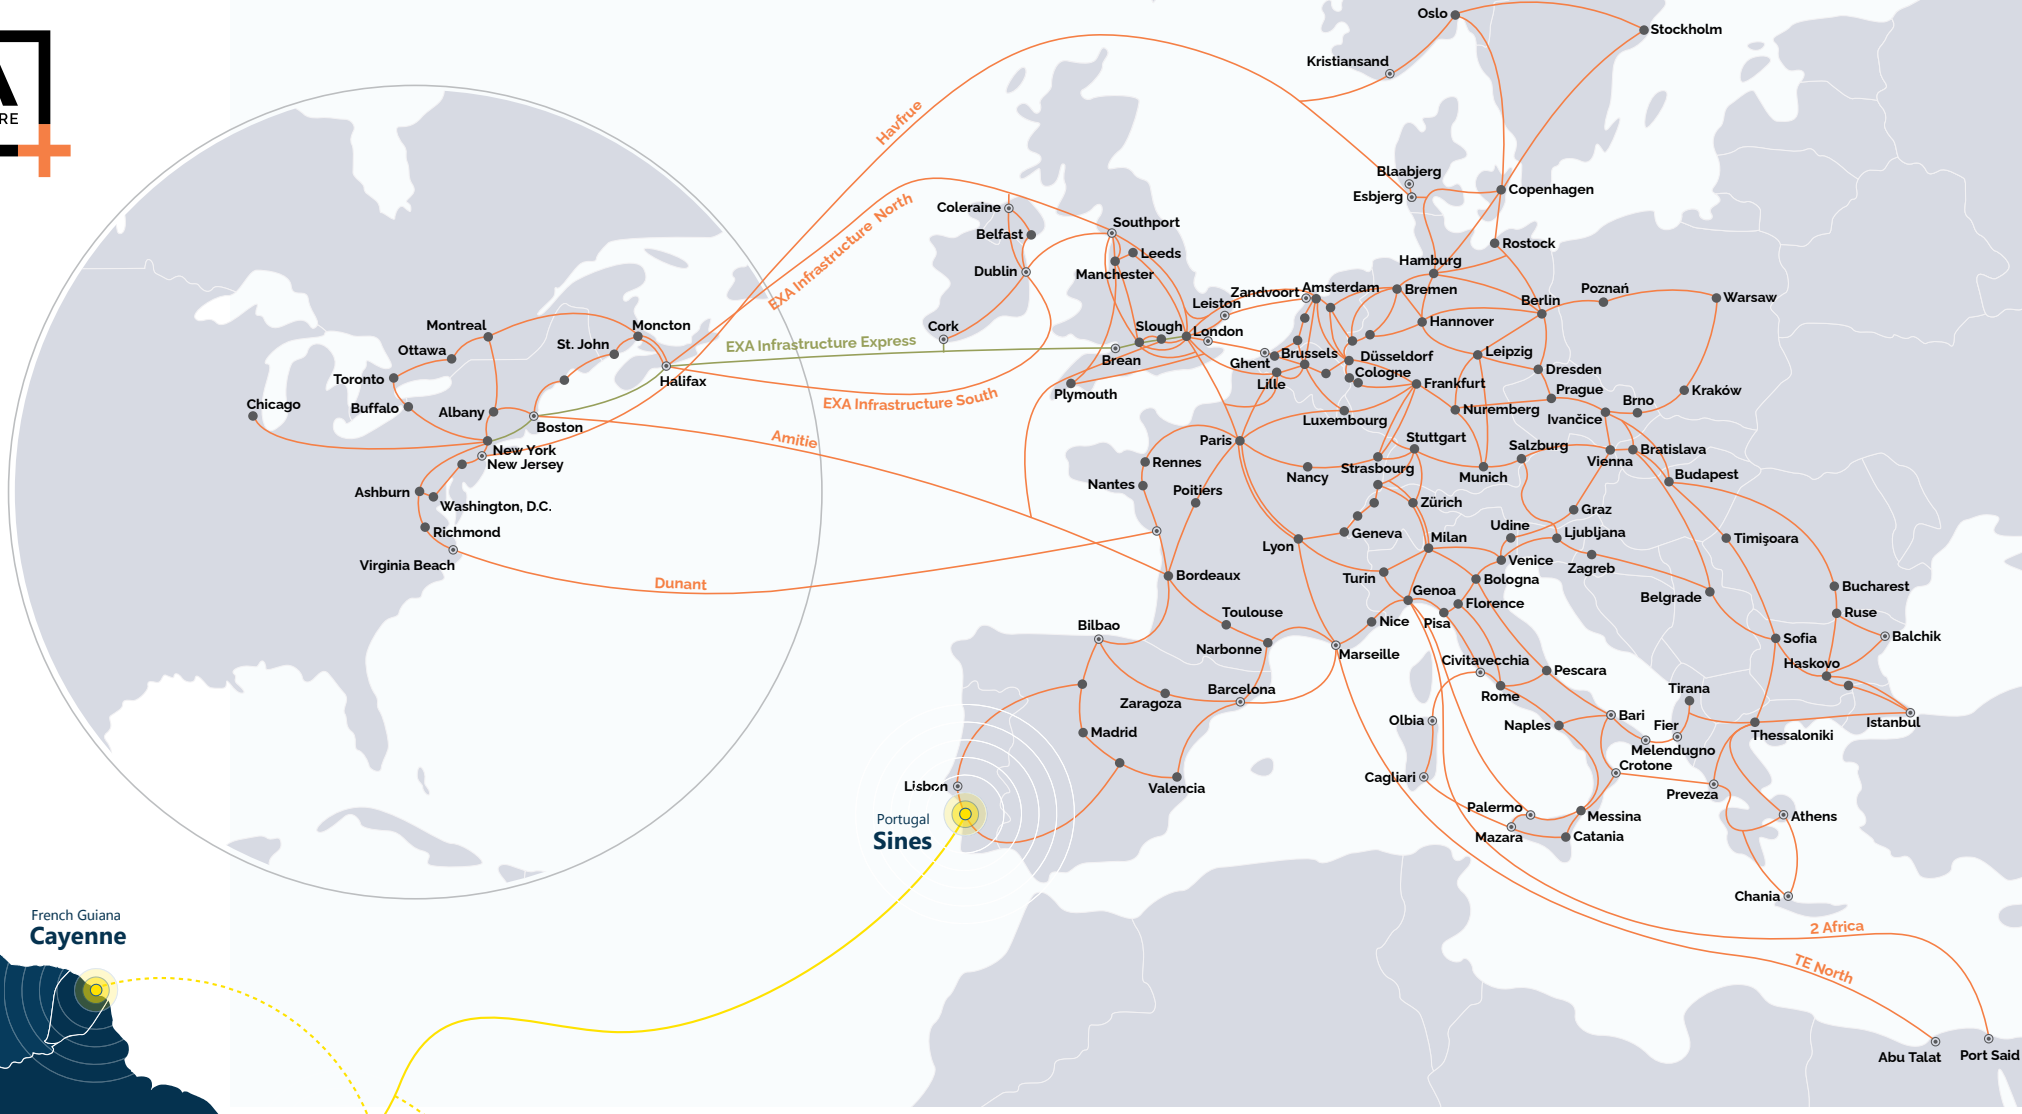 A
RE
Oslo
Stockholm
Kristiansand
Havfrue
Blaabjerg
Esbjerg
Copenhagen
EXA Infrastructure North
Coleraine
Southport
Belfast
Leeds
Rostock
Dublin
Manchester
Hamburg
Zandvoort
Amsterdam
Bremen
Poznań
Warsaw
Leiston
Berlin
Montreal
Moncton
Cork
Slough
London
Hannover
EXA Infrastructure Express
Ottawa
St. John
Brean
Ghent
Brussels
Düsseldorf
Leipzig
Toronto
Halifax
Lille
Cologne
Dresden
Chicago
Buffalo
Albany
Boston
EXA Infrastructure South
Plymouth
Frankfurt
Prague
Brno
Kraków
Luxembourg
Nuremberg
Ivančice
Amitie
New York
New Jersey
Paris
Stuttgart
Salzburg
Vienna
Bratislava
Rennes
Nancy
Strasbourg
Munich
Budapest
Nantes
Poitiers
Ashburn
Washington, D.C.
Zürich
Graz
Richmond
Geneva
Udine
Ljubljana
Timişoara
Lyon
Milan
Virginia Beach
Venice
Zagreb
Dunant
Bordeaux
Turin
Bologna
Bucharest
Genoa
Florence
Belgrade
Ruse
Toulouse
Nice
Pisa
Bilbao
Narbonne
Marseille
Sofia
Balchik
Civitavecchia
Pescara
Haskovo
Barcelona
Zaragoza
Rome
Tirana
Olbia
Bari
Istanbul
Madrid
Naples
Fier
Thessaloniki
Melendugno
Lisbon
Valencia
Cagliari
Crotone
Preveza
Palermo
Messina
Athens
Portugal
Sines
Mazara
Catania
Chania
French Guiana
Cayenne
2 Africa
TE North
Abu Talat
Port Said